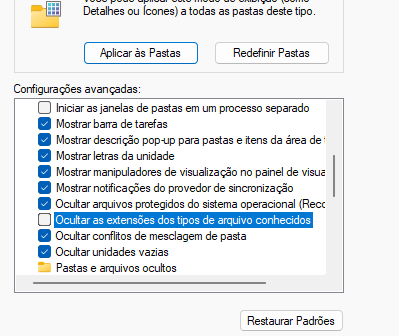 Detalhes ou Ícones) a todas as pastas deste tipo.
Aplicar às Pastas
Redefinir Pastas
Configurações avançadas:
Iniciar as janelas de pastas em um processo separado
Mostrar barra de tarefas
Mostrar descrição pop-up para pastas e itens da área de
Mostrar letras da unidade
Mostrar manipuladores de visualização no painel de visua
Mostrar notificações do provedor de sincronização
Ocultar arquivos protegidos do sistema operacional (Reco
Ocultar as extensões dos tipos de arquivo conhecidos
Ocultar conflitos de mesclagem de pasta
Ocultar unidades vazias
Pastas e arquivos ocultos
Restaurar Padrões